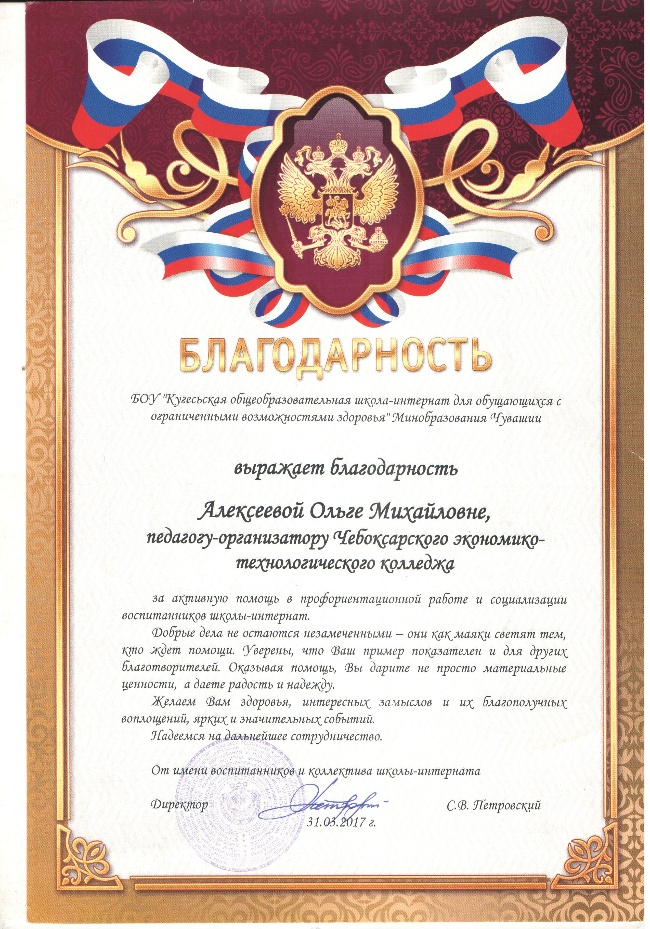 БЛАГОДАРНОСТЬ
БОУ "Кугесьская общеобразовательная школа-интернат для обучающихся с
ограниченными возможностями здоровья" Минобразования Чувашии
выражает благодарность
Алексеевой Ольге Михайловне,
педагогу-организатору Чебоксарского экономико-
технологического колледжа
за активную помощь в профориентационной работе и социализации
воспитанников школы-интернат.
Добрые дела не остаются незамеченными – они как маяки светят тем,
кто ждет помощи. Уверены, что Ваш пример показателен и для других
благотворителей. Оказывая помощь, Вы дарите не просто материальные
ценности, а даете радость и надежду.
Желаем Вам здоровья, интересных замыслов и их благополучных
воплощений, ярких и значительных событий.
Надеемся на дальнейшее сотрудничество.
От имени воспитанников и коллектива школы-интерната
Директор С.В. Петровский
31.03.2017 г.